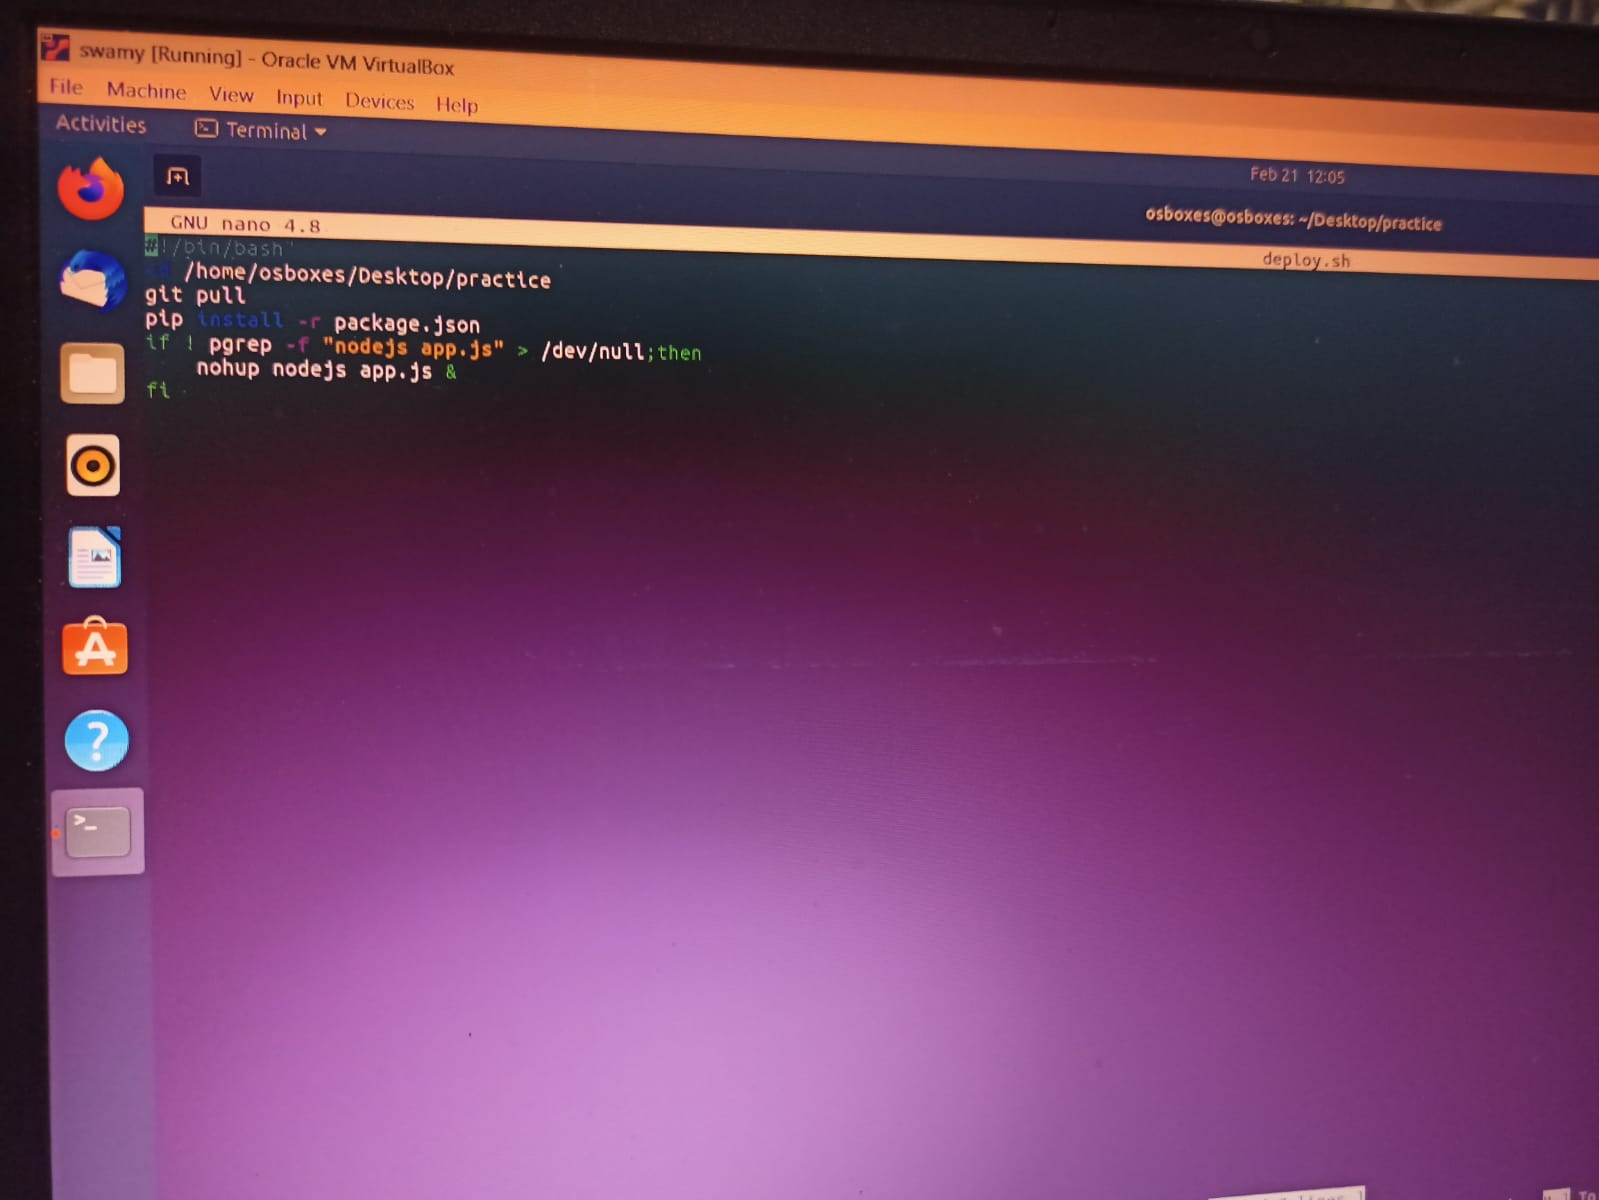 swamy [Running] - Oracle VM VirtualBox
File Machine View Input Devices Help
Activities Terminal
Feb 21 12:05
osboxes@osboxes: ~/Desktop/practice
GNU nano 4.8 deploy.sh
#!/bin/bash
cd /home/osboxes/Desktop/practice
git pull
pip install -r package.json
if ! pgrep -f "nodejs app.js" > /dev/null;then
nohup nodejs app.js &
fi